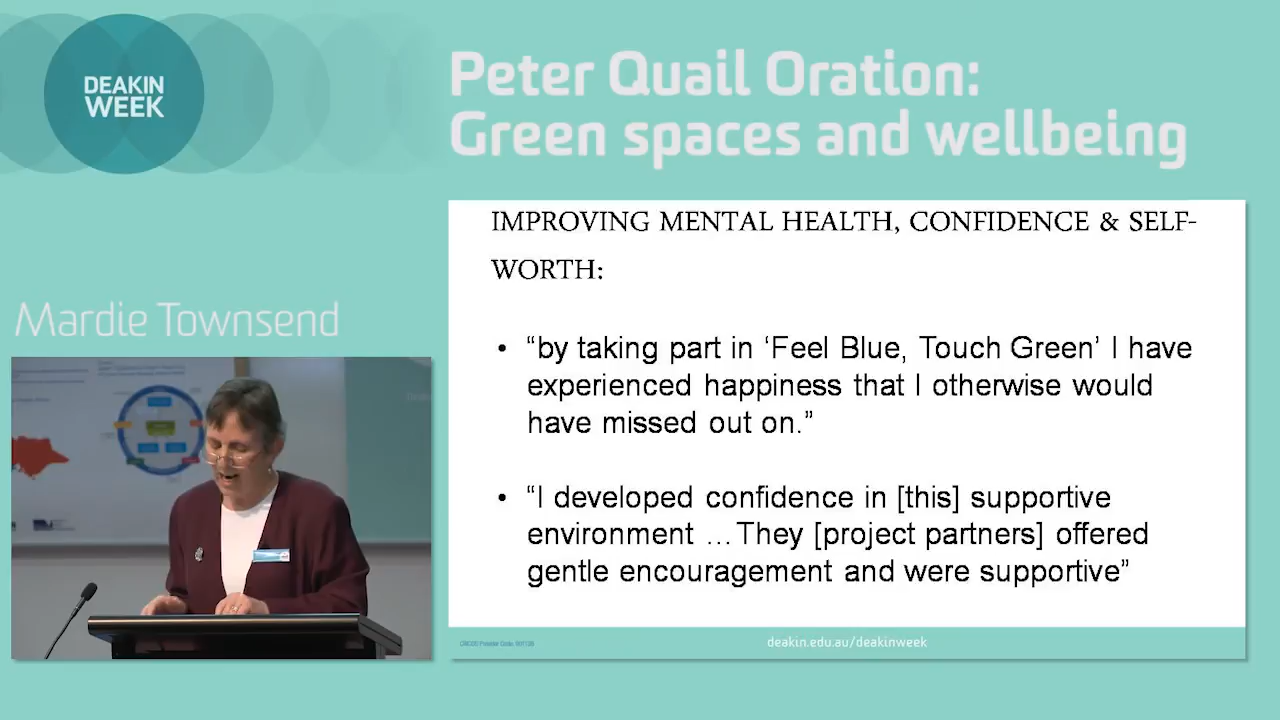 DEAKIN
WEEK
Peter Quail Oration:
Green spaces and wellbeing
IMPROVING MENTAL HEALTH, CONFIDENCE & SELF-
WORTH:
• “by taking part in ‘Feel Blue, Touch Green’ I have
experienced happiness that I otherwise would
have missed out on.”
• “I developed confidence in [this] supportive
environment … They [project partners] offered
gentle encouragement and were supportive”
Mardie Townsend
deakin.edu.au/deakinweek